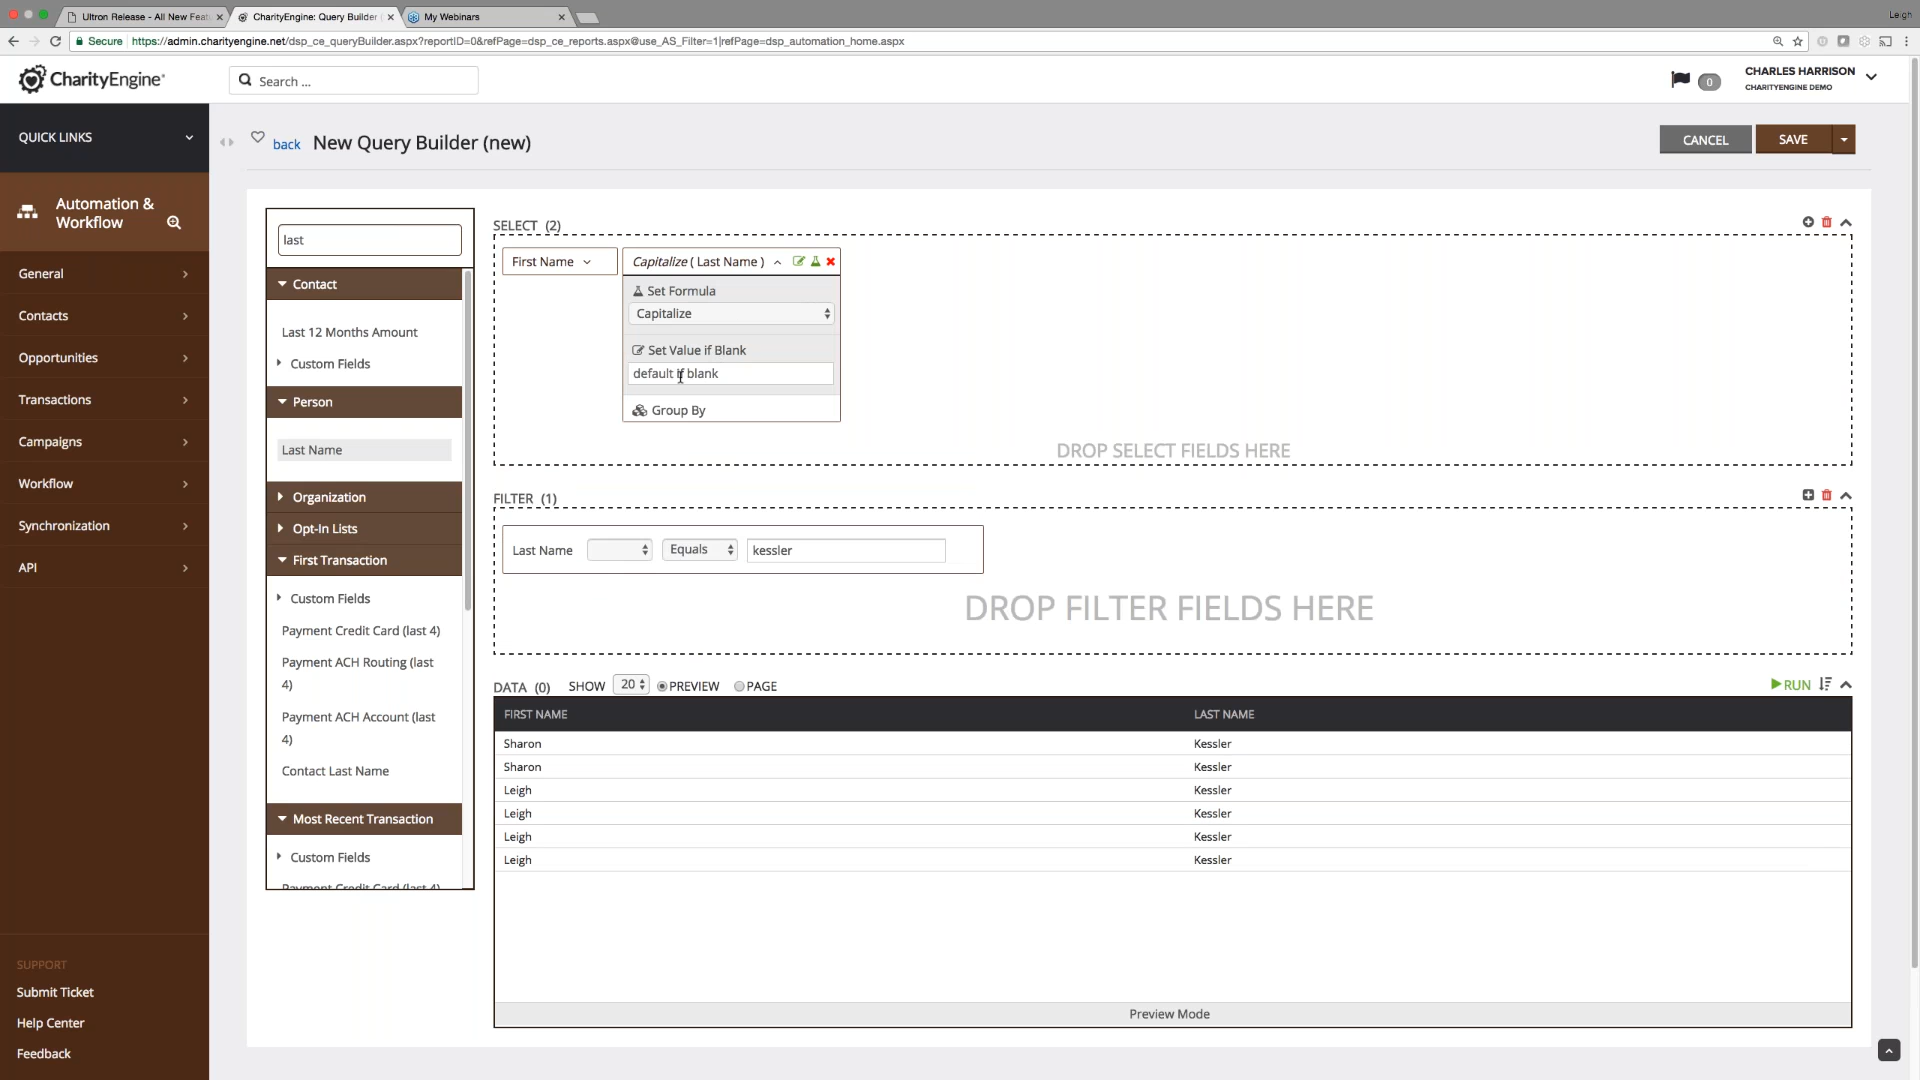 Ultron Release - All New Feat
CharityEngine: Query Builder
My Webinars
Leigh
Secure
https://admin.charityengine.net/dsp_ce_queryBuilder.aspx?reportID=0&refPage=dsp_ce_reports.aspx@use_AS_Filter=1|refPage=dsp_automation_home.aspx
CharityEngine
Search ...
0
CHARLES HARRISON
CHARITYENGINE DEMO
QUICK LINKS
back
New Query Builder (new)
CANCEL
SAVE
Automation &
Workflow
General
Contacts
Opportunities
Transactions
Campaigns
Workflow
Synchronization
API
SUPPORT
Submit Ticket
Help Center
Feedback
last
Contact
Last 12 Months Amount
Custom Fields
Person
Last Name
Organization
Opt-In Lists
First Transaction
Custom Fields
Payment Credit Card (last 4)
Payment ACH Routing (last
4)
Payment ACH Account (last
4)
Contact Last Name
Most Recent Transaction
Custom Fields
Payment Credit Card (last 4)
SELECT (2)
First Name
Capitalize ( Last Name )
Set Formula
Capitalize
Set Value if Blank
default if blank
Group By
DROP SELECT FIELDS HERE
FILTER (1)
Last Name
Equals
kessler
DROP FILTER FIELDS HERE
DATA (0)
SHOW
20
PREVIEW
PAGE
RUN
FIRST NAME
LAST NAME
Sharon
Kessler
Sharon
Kessler
Leigh
Kessler
Leigh
Kessler
Leigh
Kessler
Leigh
Kessler
Preview Mode